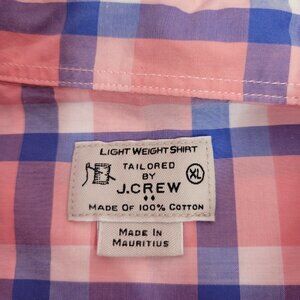 LIGHT WEIGHT SHIRT
TAILORED
BY
J.CREW
XL
MADE OF 100% COTTON
MADE IN
MAURITIUS